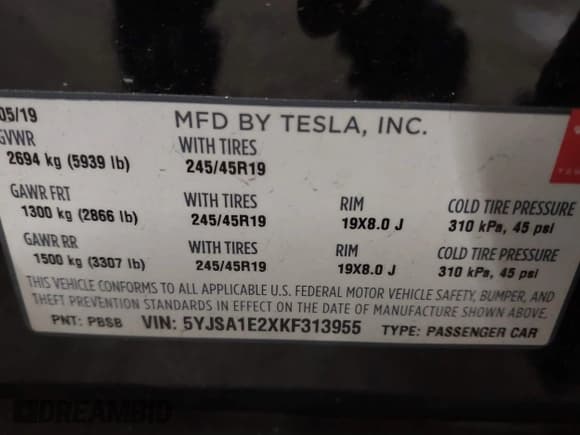 05/19
MFD BY TESLA, INC.
GVWR WITH TIRES
2694 kg (5939 lb) 245/45R19
GAWR FRT WITH TIRES RIM COLD TIRE PRESSURE
1300 kg (2866 lb) 245/45R19 19X8.0 J 310 kPa, 45 psi
GAWR RR WITH TIRES RIM COLD TIRE PRESSURE
1500 kg (3307 lb) 245/45R19 19X8.0 J 310 kPa, 45 psi
THIS VEHICLE CONFORMS TO ALL APPLICABLE U.S. FEDERAL MOTOR VEHICLE SAFETY, BUMPER, AND
THEFT PREVENTION STANDARDS IN EFFECT ON THE DATE OF MANUFACTURE SHOWN ABOVE.
PNT: PBSB VIN: 5YJSA1E2XKF313955 TYPE: PASSENGER CAR
DREAMBID